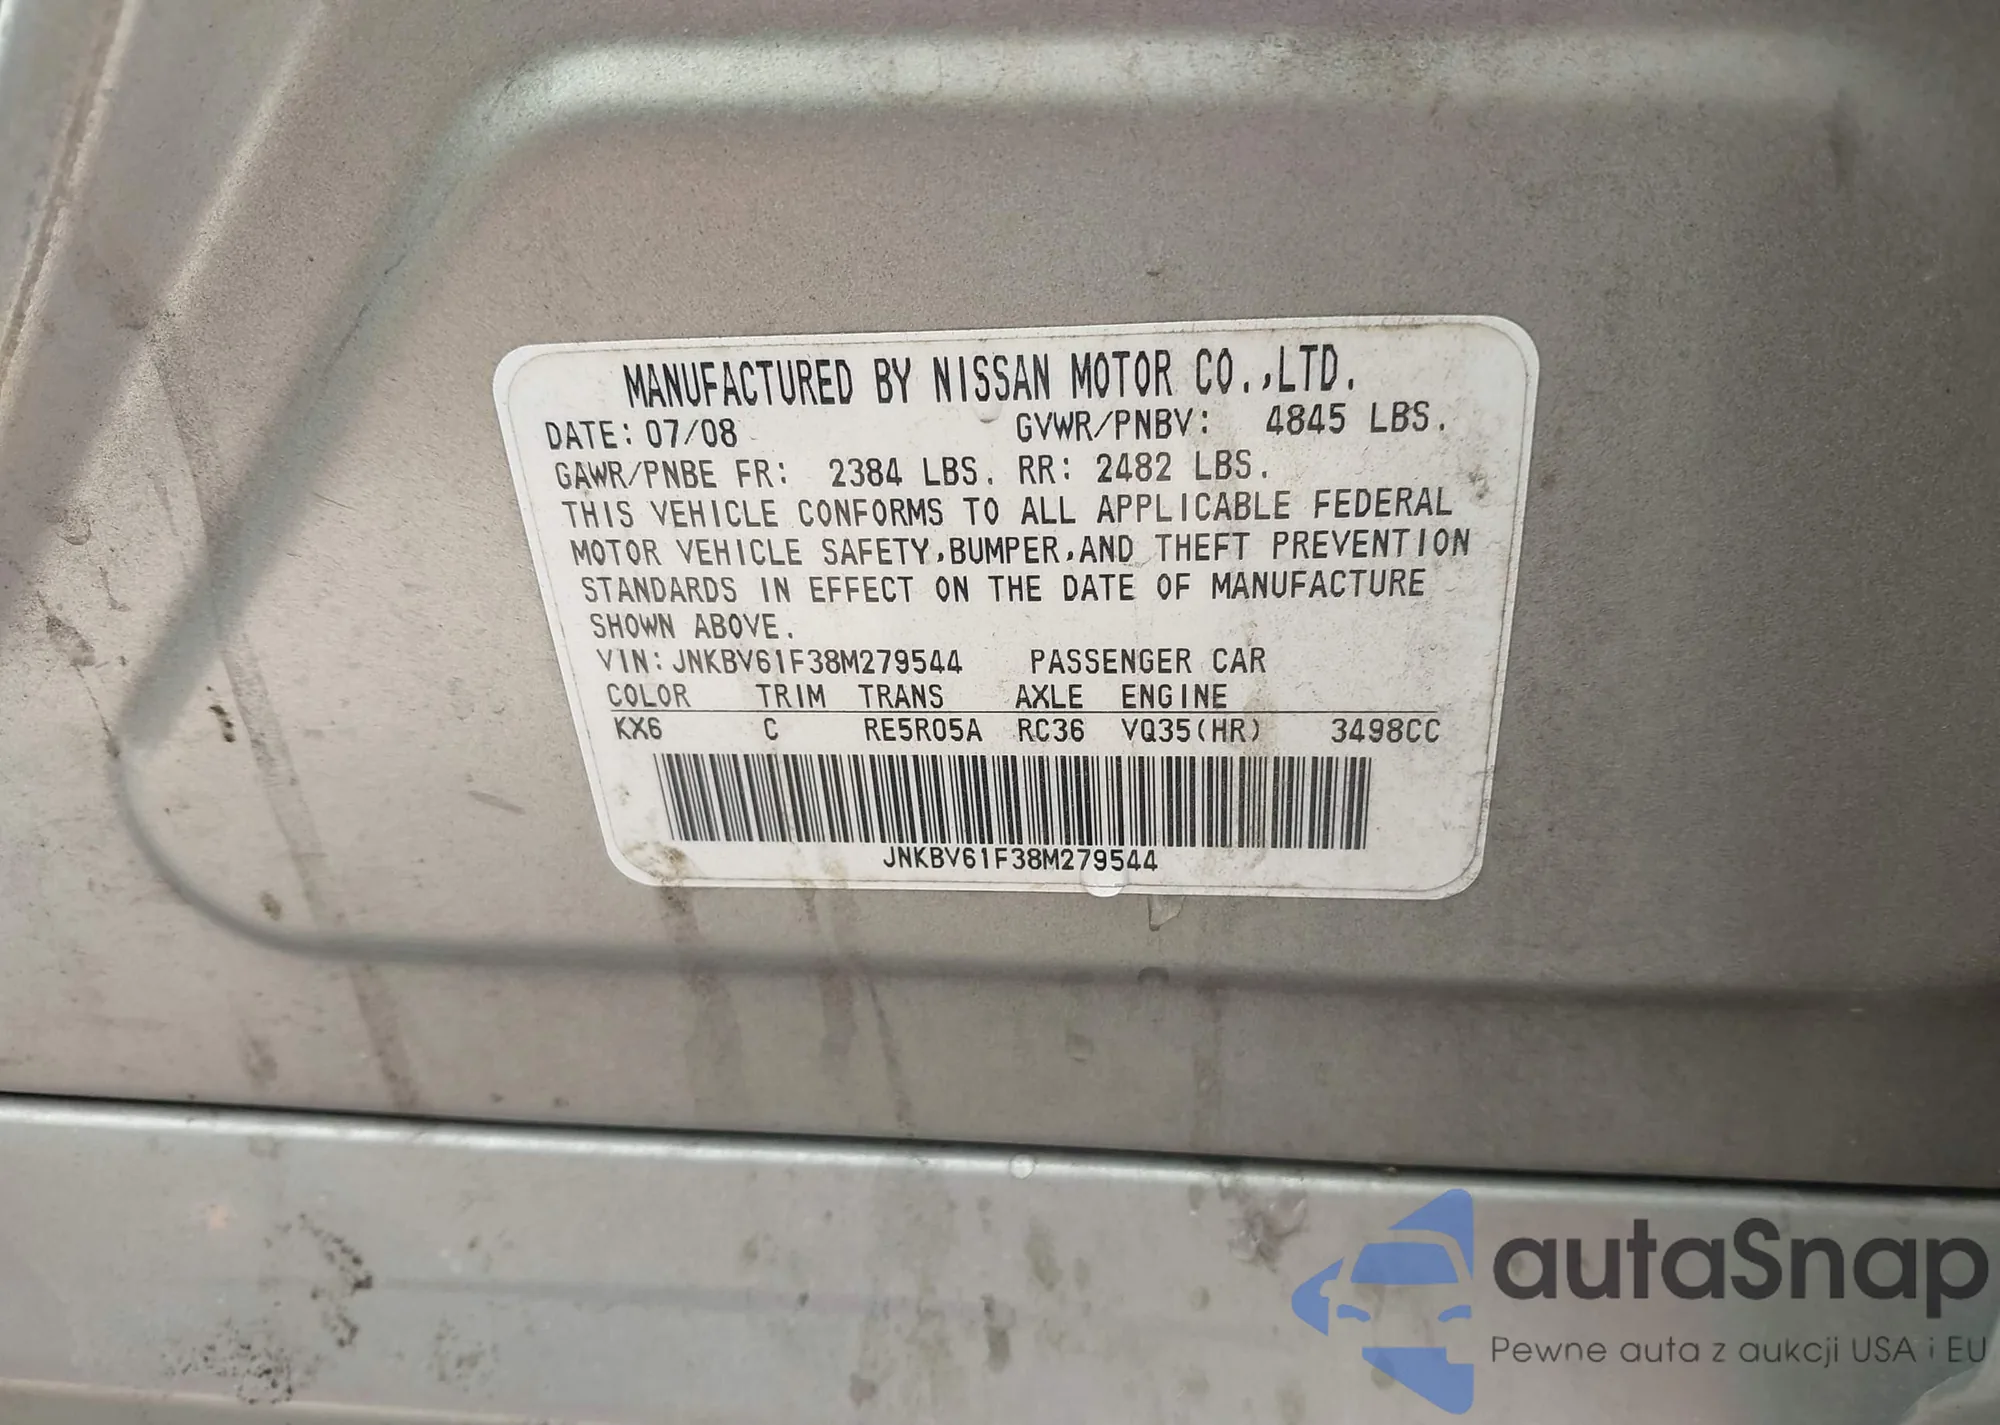 MANUFACTURED BY NISSAN MOTOR CO.,LTD.
DATE: 07/08 GVWR/PNBV: 4845 LBS.
GAWR/PNBE FR: 2384 LBS. RR: 2482 LBS.
THIS VEHICLE CONFORMS TO ALL APPLICABLE FEDERAL
MOTOR VEHICLE SAFETY,BUMPER,AND THEFT PREVENTION
STANDARDS IN EFFECT ON THE DATE OF MANUFACTURE
SHOWN ABOVE.
VIN: JNKBV61F38M279544 PASSENGER CAR
COLOR TRIM TRANS AXLE ENGINE
KX6 C RE5R05A RC36 VQ35(HR) 3498CC
JNKBV61F38M279544
autaSnap
Pewne auta z aukcji USA i EU